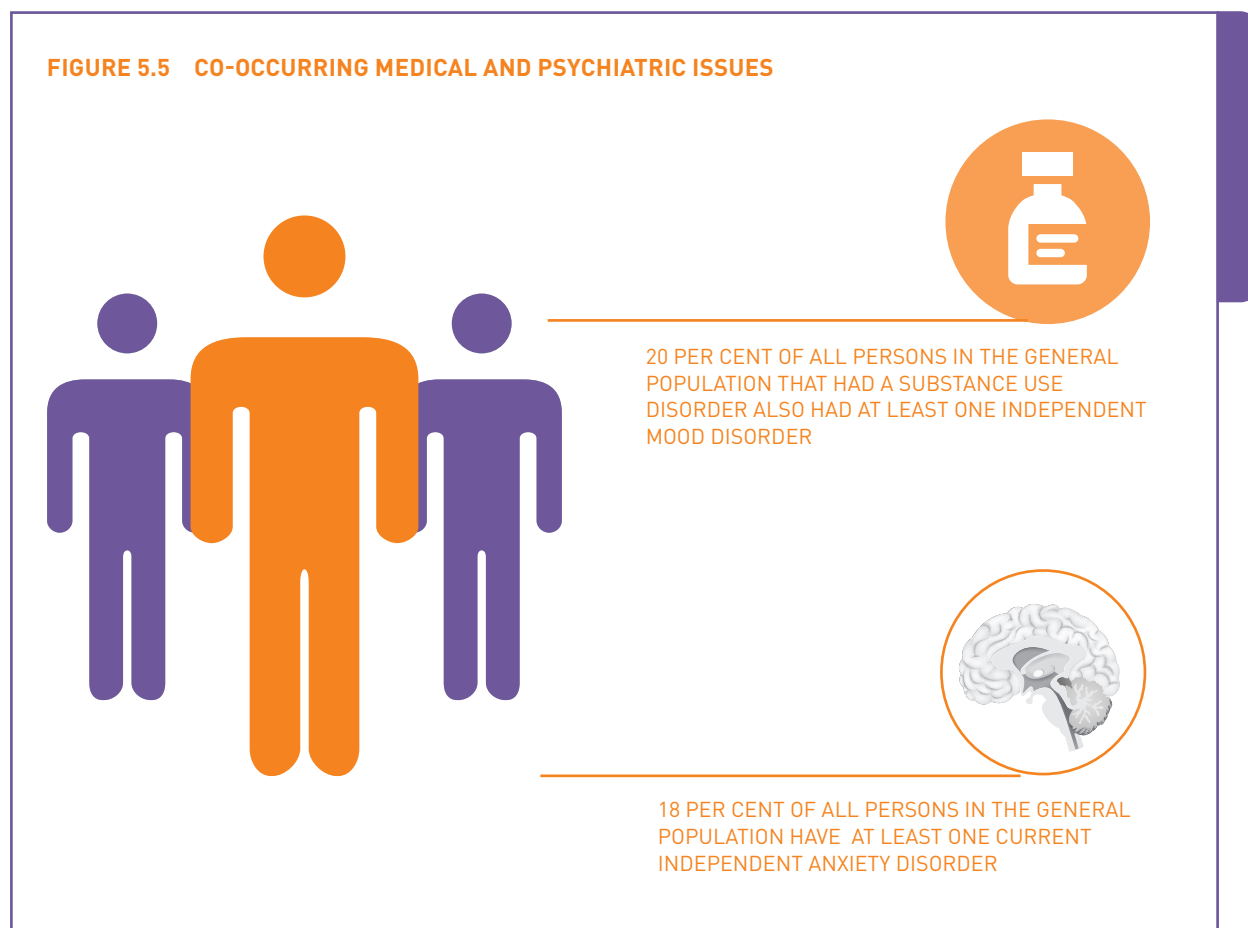 FIGURE 5.5 CO-OCCURRING MEDICAL AND PSYCHIATRIC ISSUES
20 PER CENT OF ALL PERSONS IN THE GENERAL
POPULATION THAT HAD A SUBSTANCE USE
DISORDER ALSO HAD AT LEAST ONE INDEPENDENT
MOOD DISORDER
18 PER CENT OF ALL PERSONS IN THE GENERAL
POPULATION HAVE AT LEAST ONE CURRENT
INDEPENDENT ANXIETY DISORDER